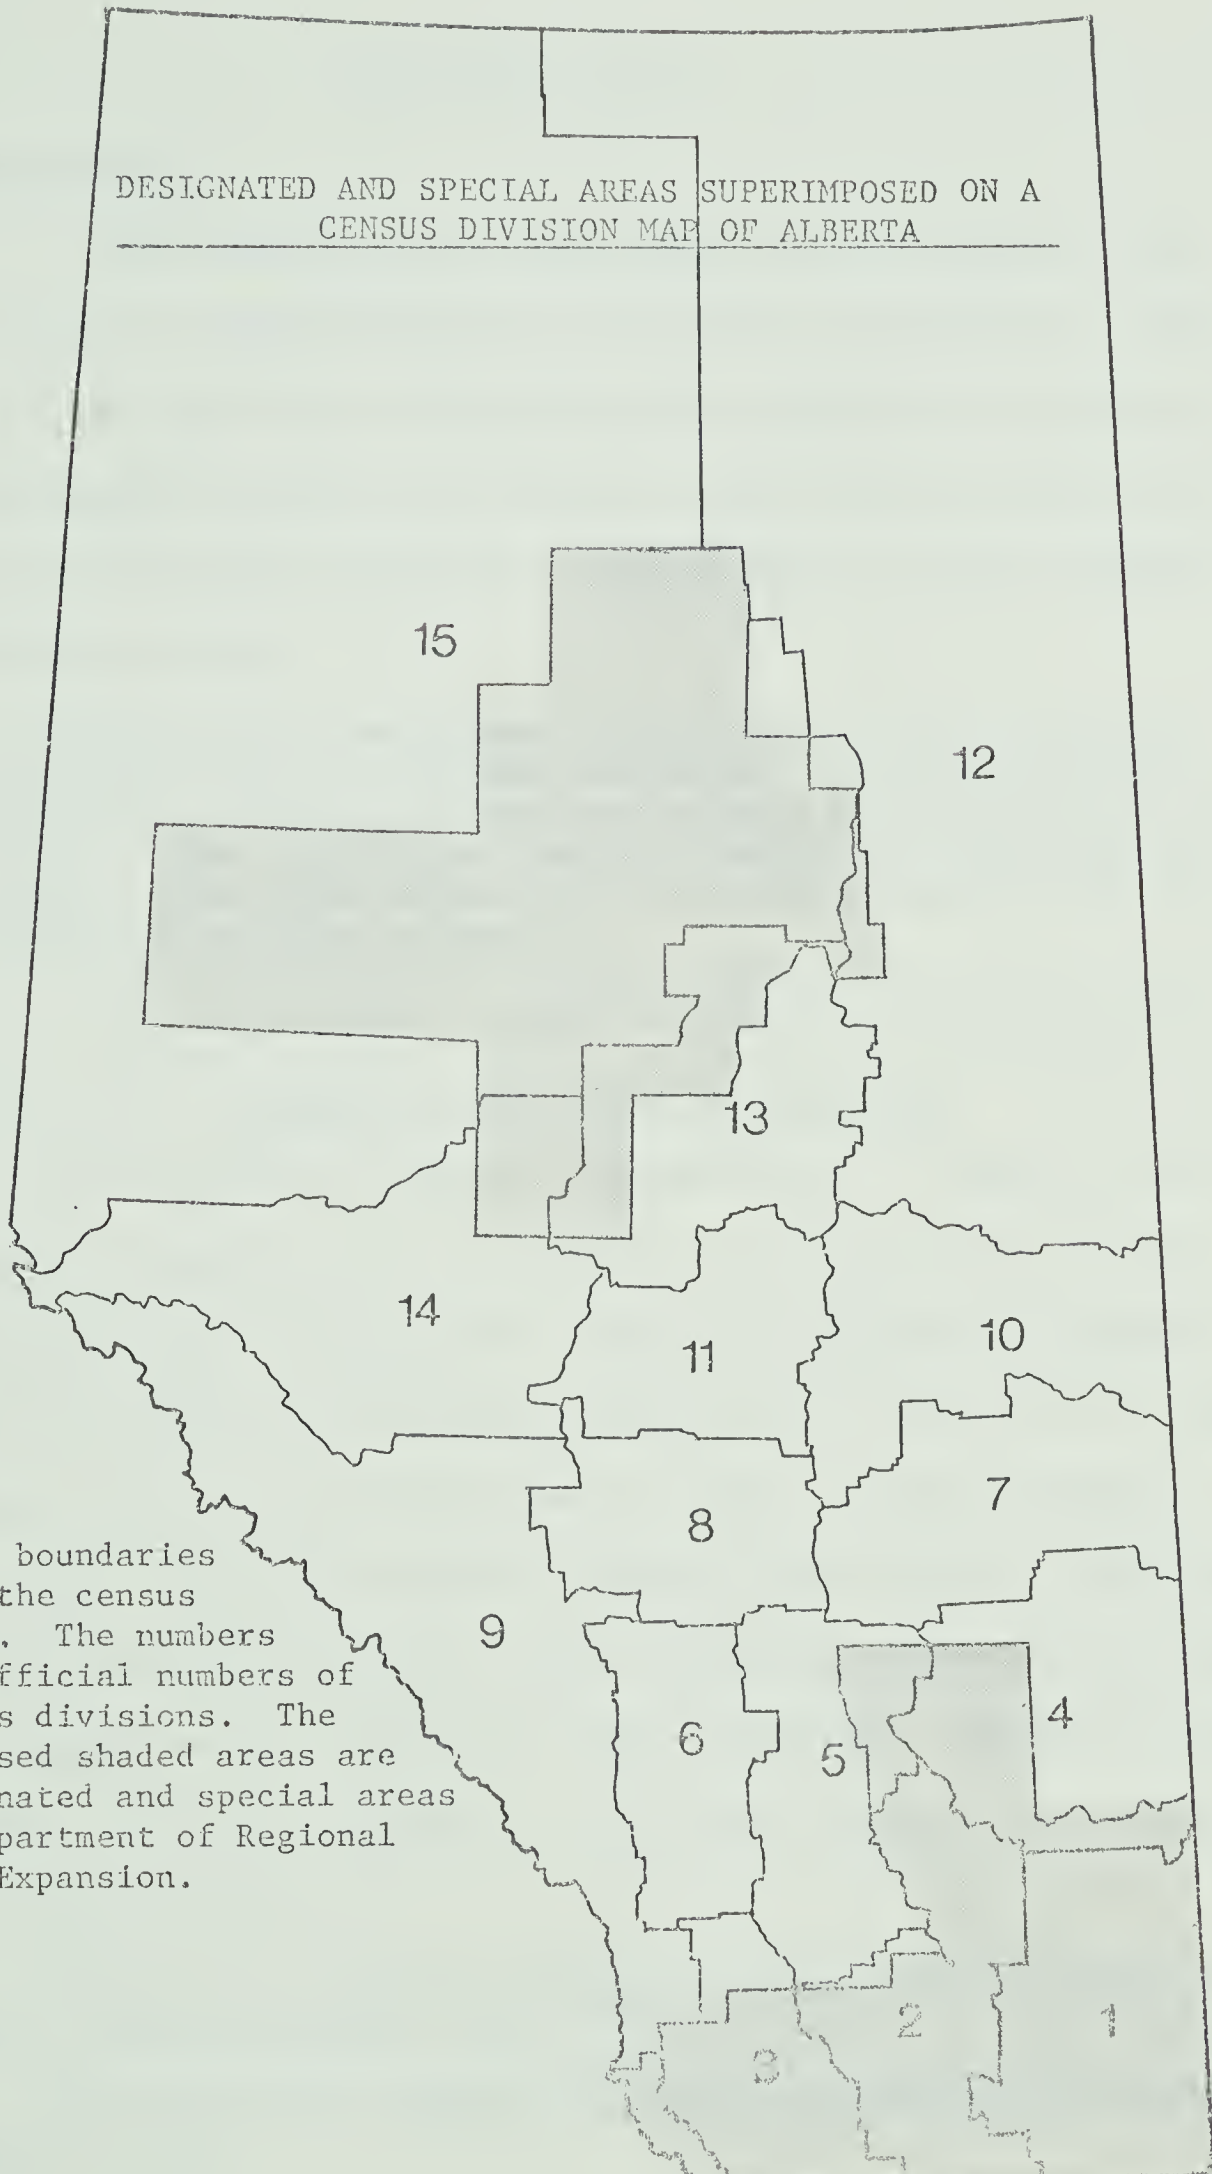 DESIGNATED AND SPECIAL AREAS SUPERIMPOSED ON A
CENSUS DIVISION MAP OF ALBERTA
15
12
13
14
11
10
7
8
9
4
6
5
2
1
3
boundaries
the census
. The numbers
fficial numbers of
s divisions. The
sed shaded areas are
nated and special areas
partment of Regional
Expansion.